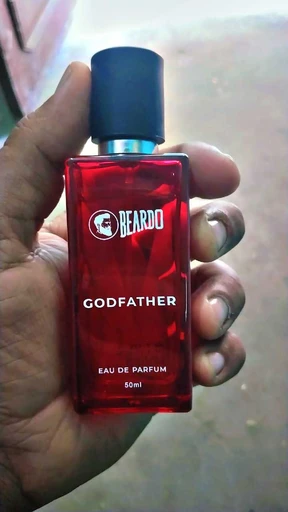 BEARDO
GODFATHER
EAU DE PARFUM
50ml